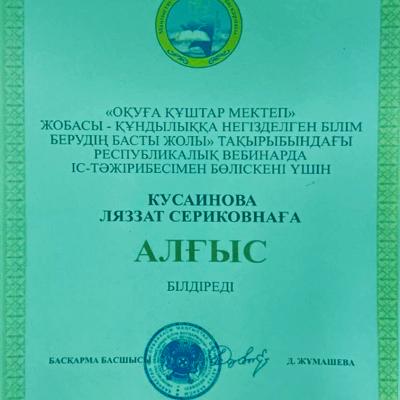 «ОҚУҒА ҚҰШТАР МЕКТЕП»
ЖОБАСЫ - ҚҰНДЫЛЫҚҚА НЕГІЗДЕЛГЕН БІЛІМ
БЕРУДІҢ БАСТЫ ЖОЛЫ» ТАҚЫРЫБЫНДАҒЫ
РЕСПУБЛИКАЛЫҚ ВЕБИНАРДА
ІС-ТӘЖІРИБЕСІМЕН БӨЛІСКЕНІ ҮШІН
КУСАИНОВА
ЛЯЗЗАТ СЕРИКОВНАҒА
АЛҒЫС
БІЛДІРЕДІ
БАСҚАРМА БАСШЫСЫ Д. ЖҰМАШЕВА